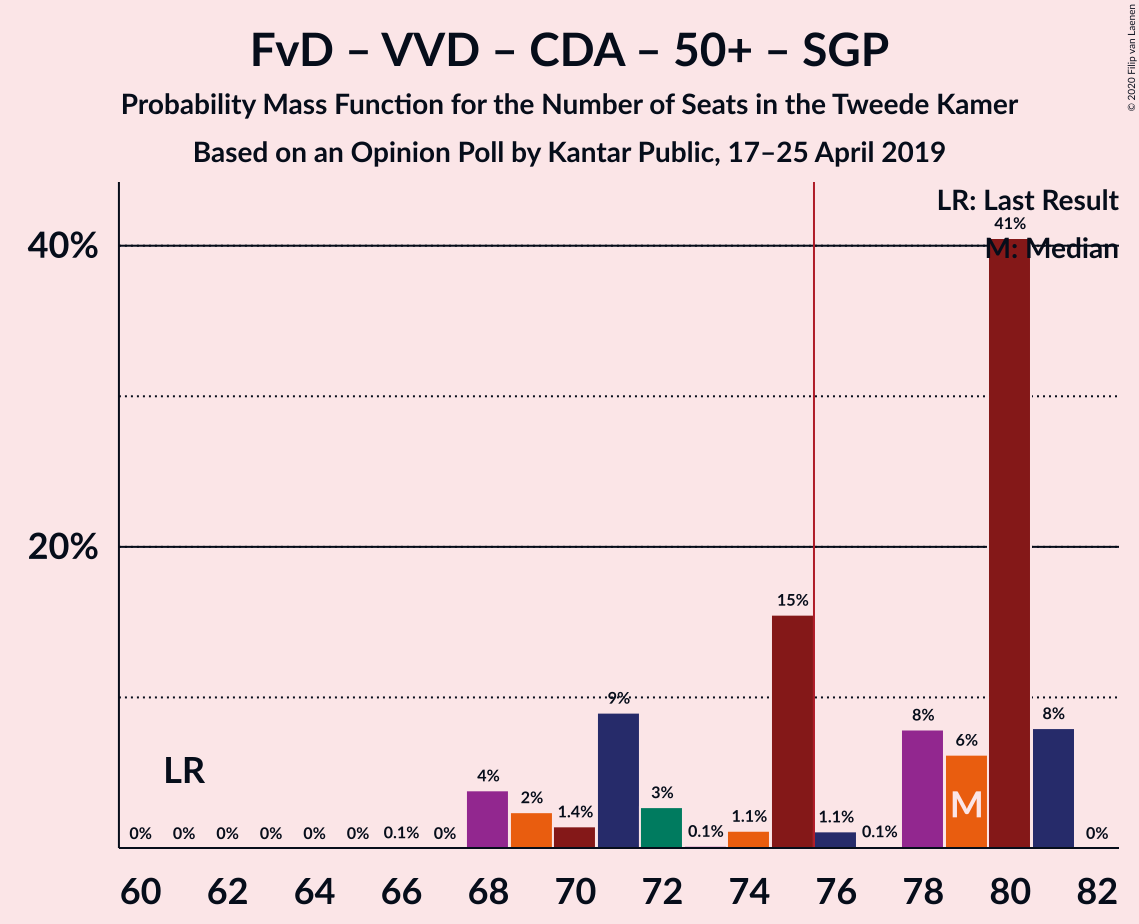 FvD – VVD – CDA – 50+ – SGP
Probability Mass Function for the Number of Seats in the Tweede Kamer
Based on an Opinion Poll by Kantar Public, 17–25 April 2019
© 2020 Filip van Laenen
LR: Last Result
M: Median
40%
20%
LR
0% 0% 0% 0% 0% 0% 0.1% 0% 4% 2% 1.4% 9% 3% 0.1% 1.1% 15% 1.1% 0.1% 8% 6% 41% 8% 0%
M
60 62 64 66 68 70 72 74 76 78 80 82